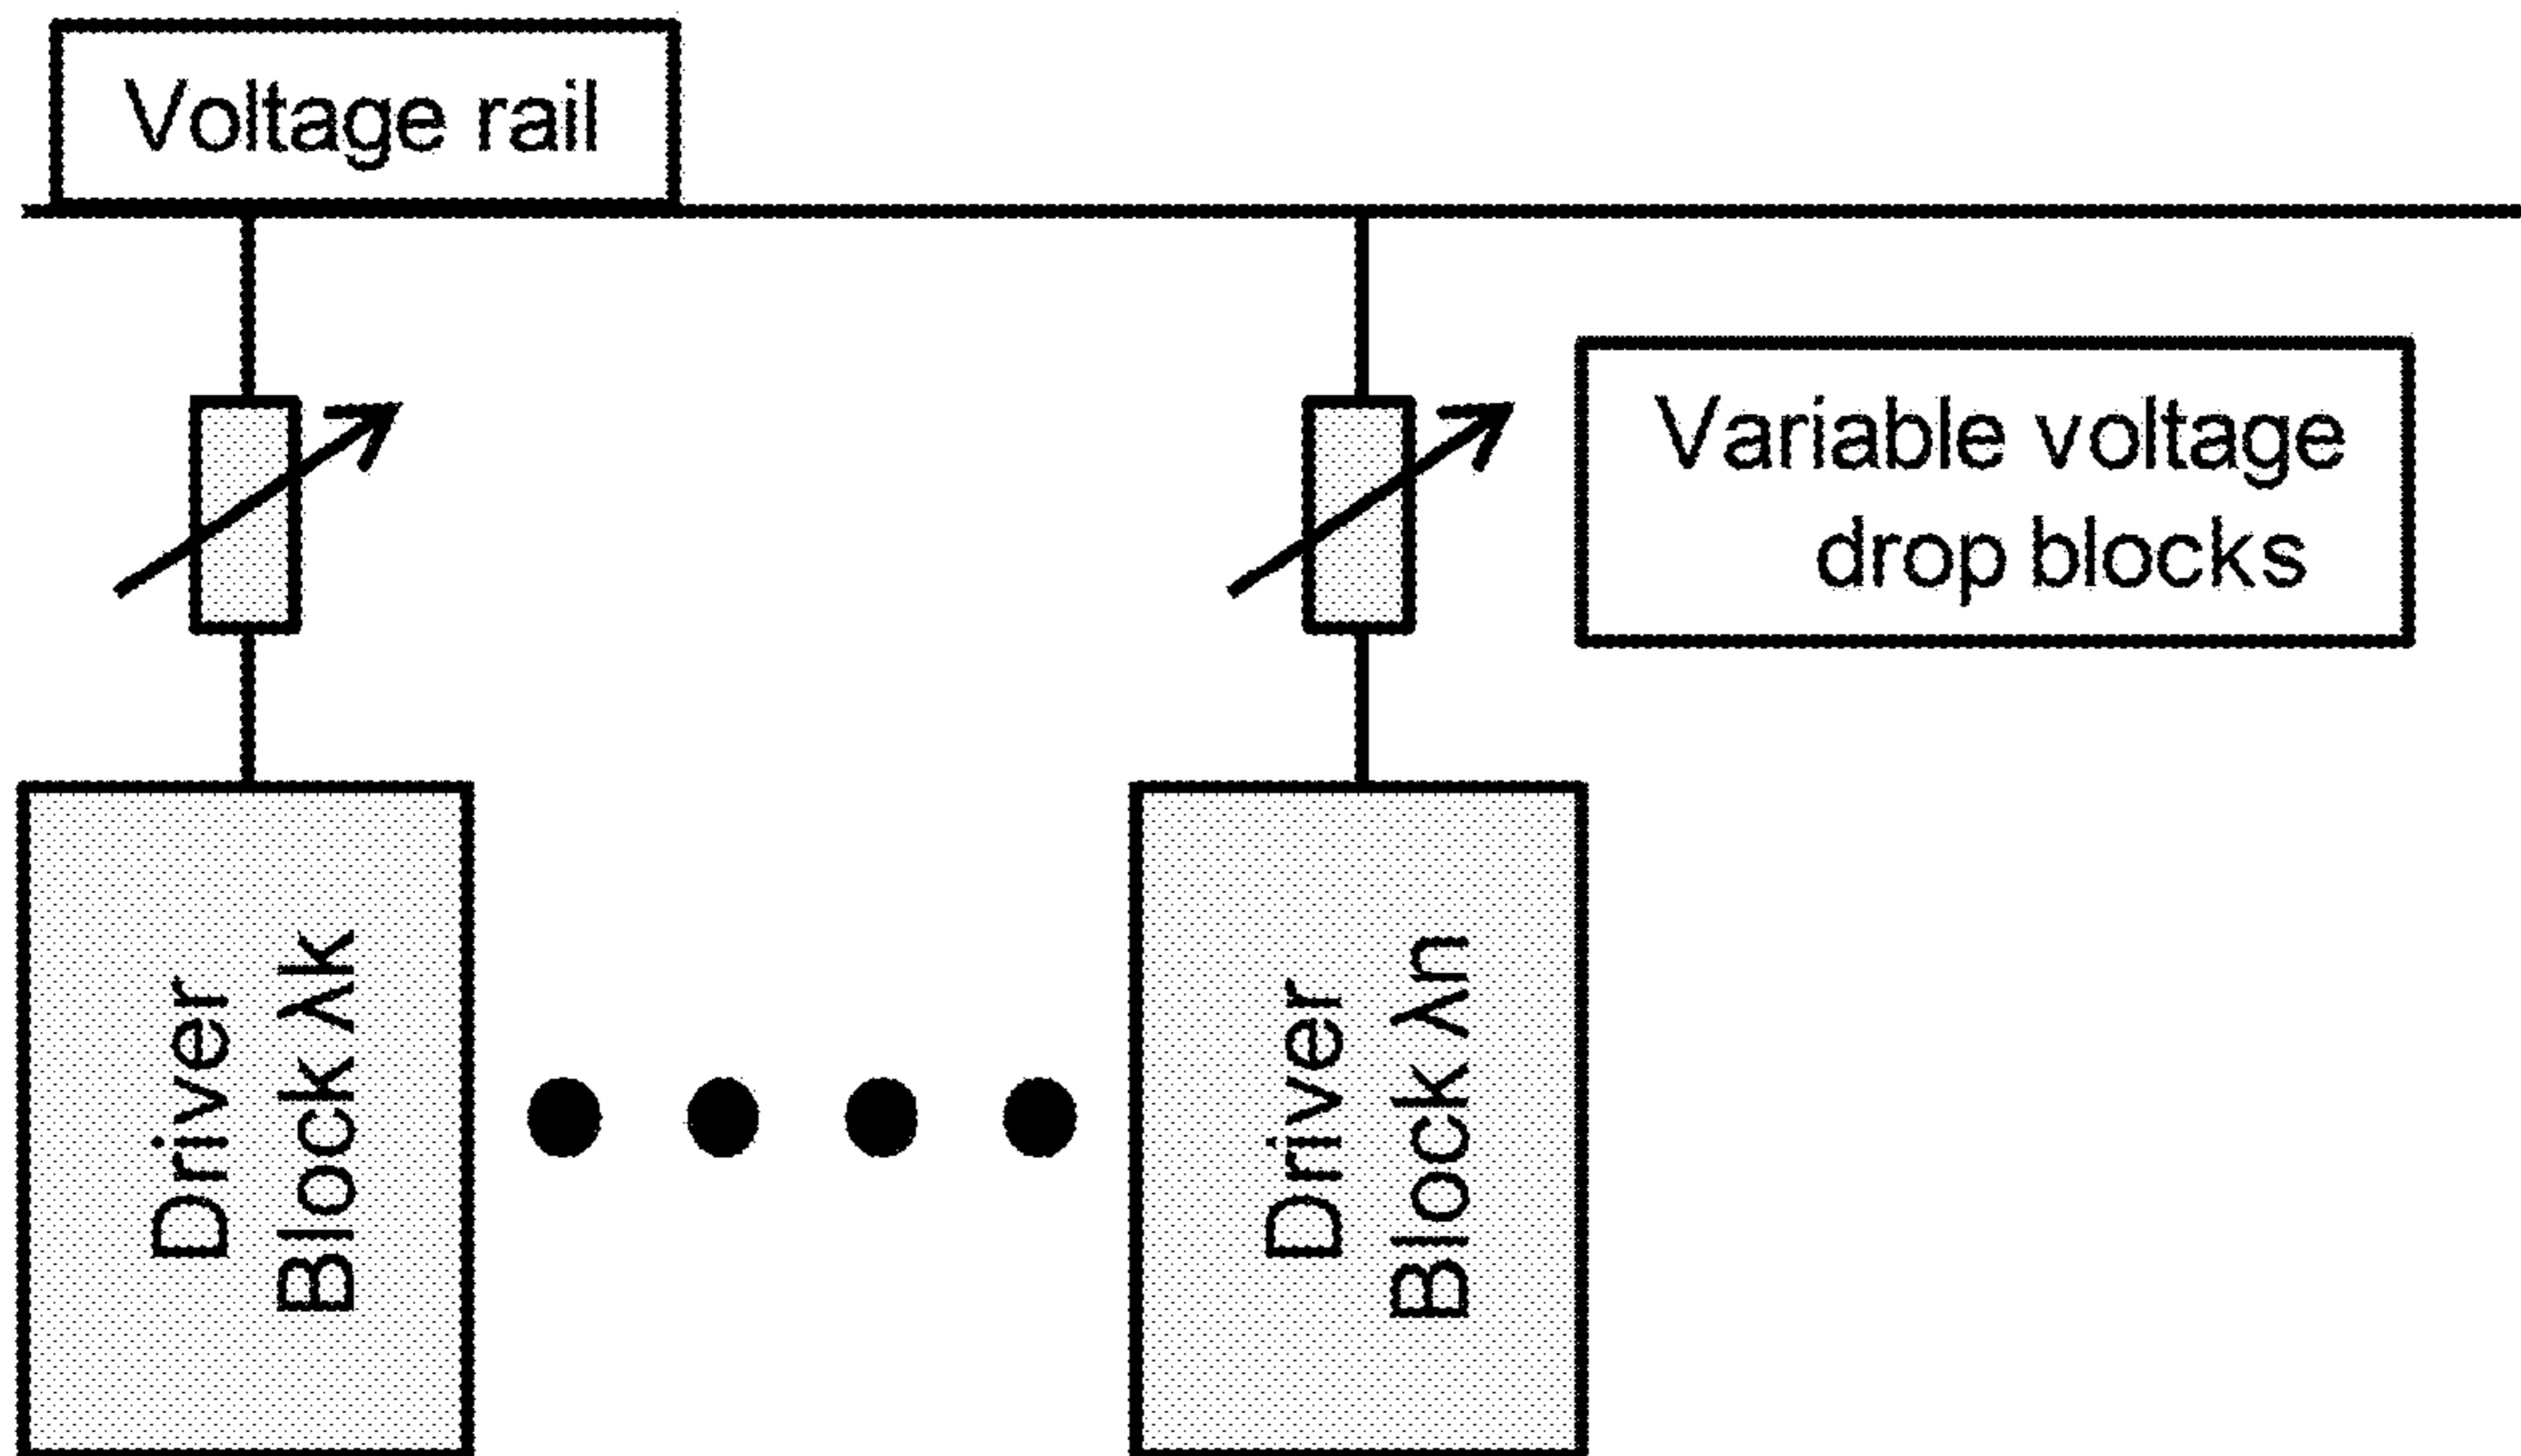 Voltage rail
Variable voltage
drop blocks
Driver
Block λk
Driver
Block λn